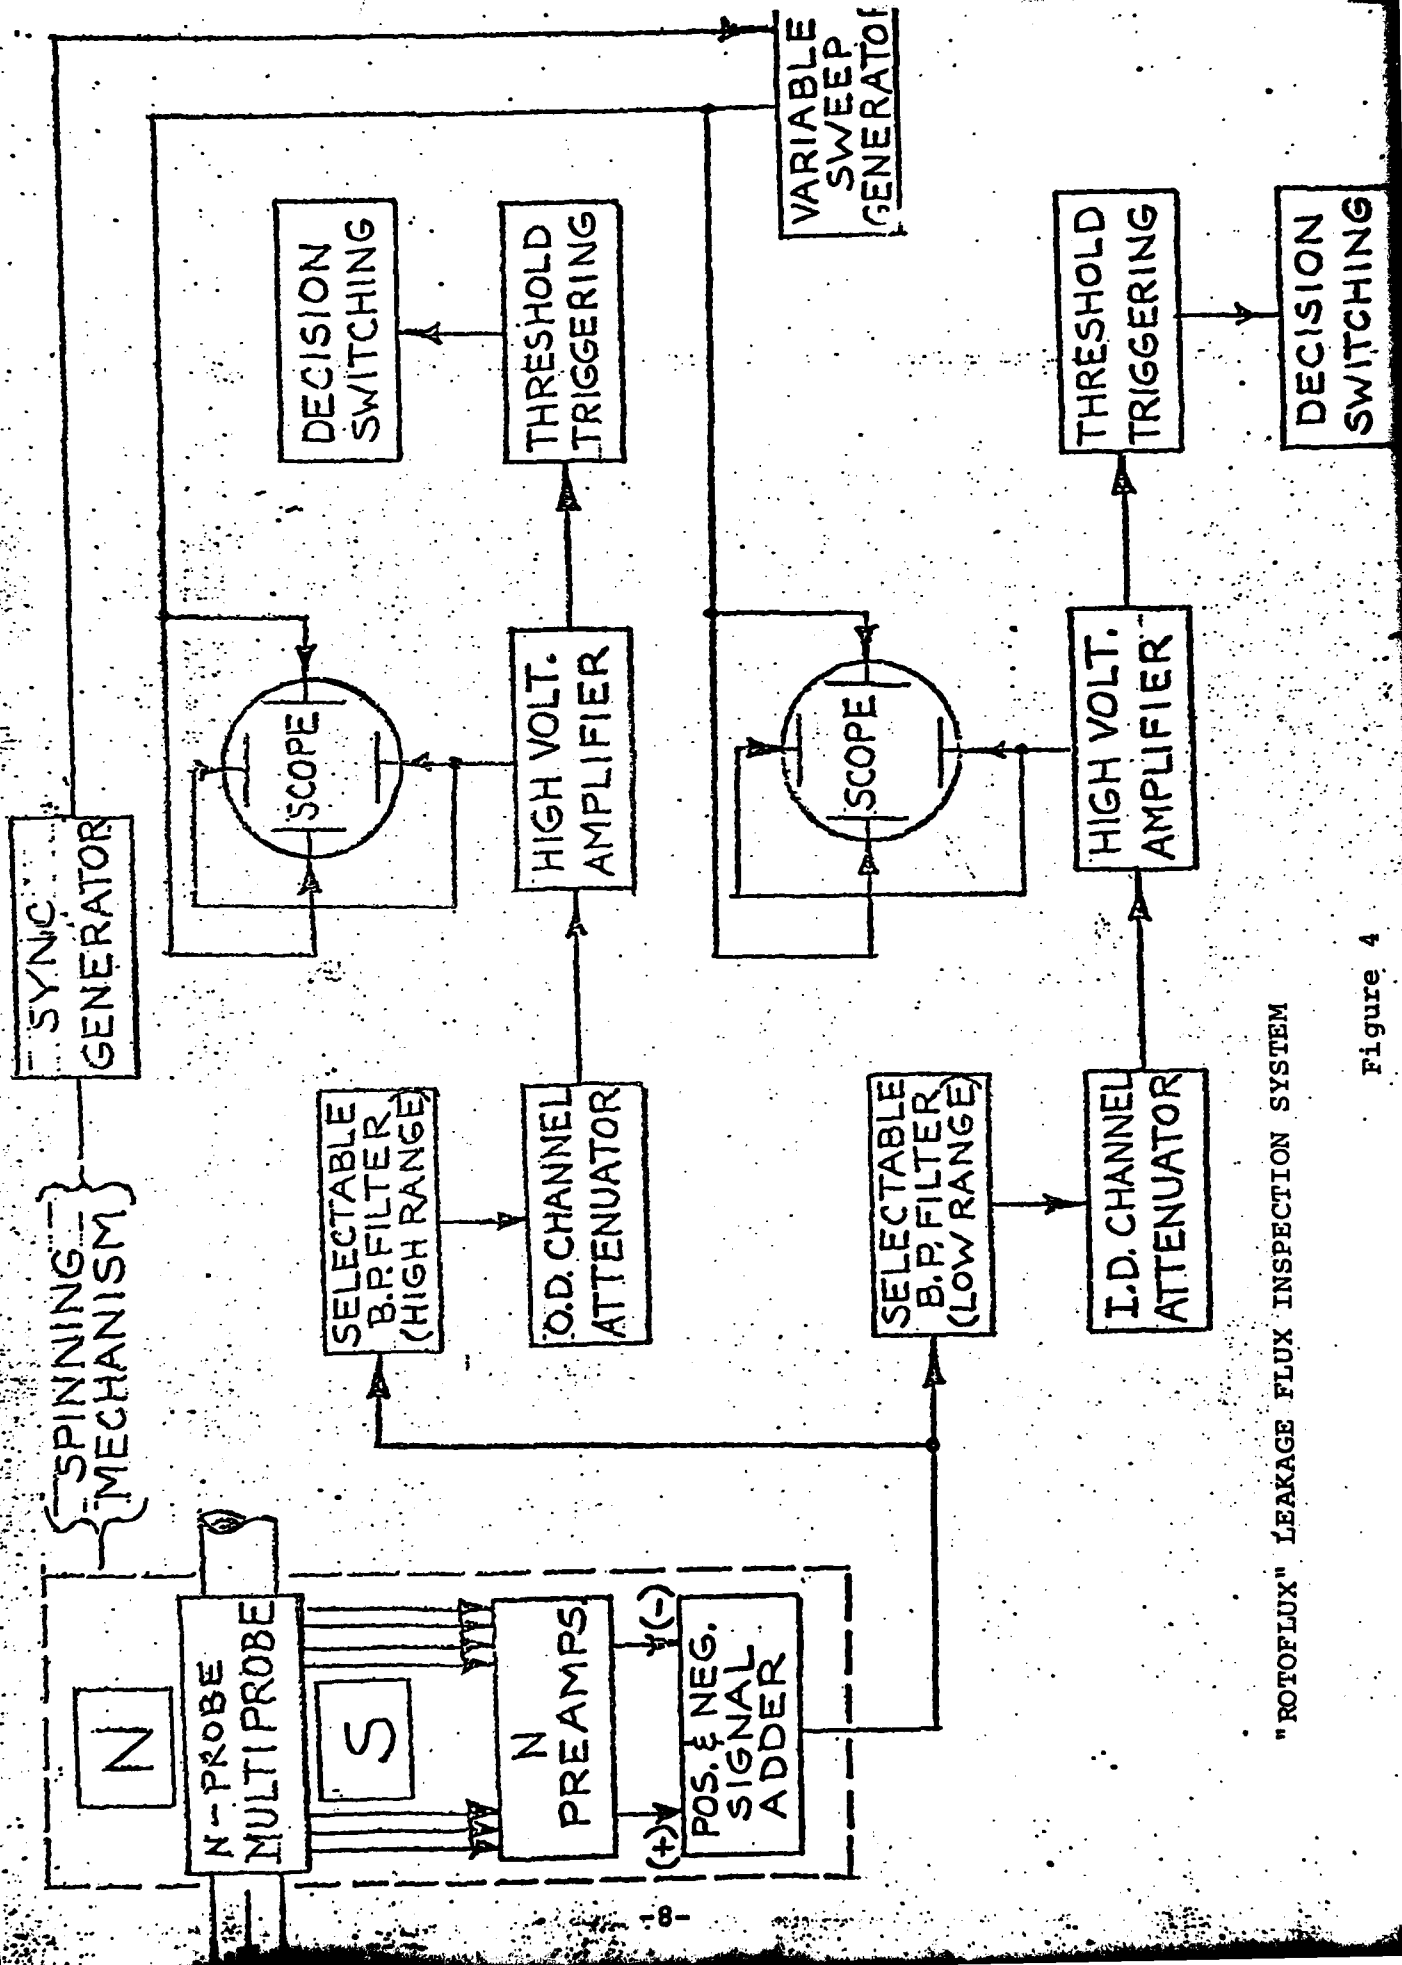 SPINNING
MECHANISM
SYNC
GENERATOR
N
N-PROBE
MULTIPROBE
S
N
PREAMPS.
(+)
(-)
POS. & NEG.
SIGNAL
ADDER
SELECTABLE
B.P. FILTER
(HIGH RANGE)
O.D. CHANNEL
ATTENUATOR
SCOPE
HIGH VOLT.
AMPLIFIER
DECISION
SWITCHING
THRESHOLD
TRIGGERING
VARIABLE
SWEEP
GENERATOR
SELECTABLE
B.P. FILTER
(LOW RANGE)
I.D. CHANNEL
ATTENUATOR
SCOPE
HIGH VOLT.
AMPLIFIER
THRESHOLD
TRIGGERING
DECISION
SWITCHING
"ROTOFLUX" LEAKAGE FLUX INSPECTION SYSTEM
Figure 4
-8-